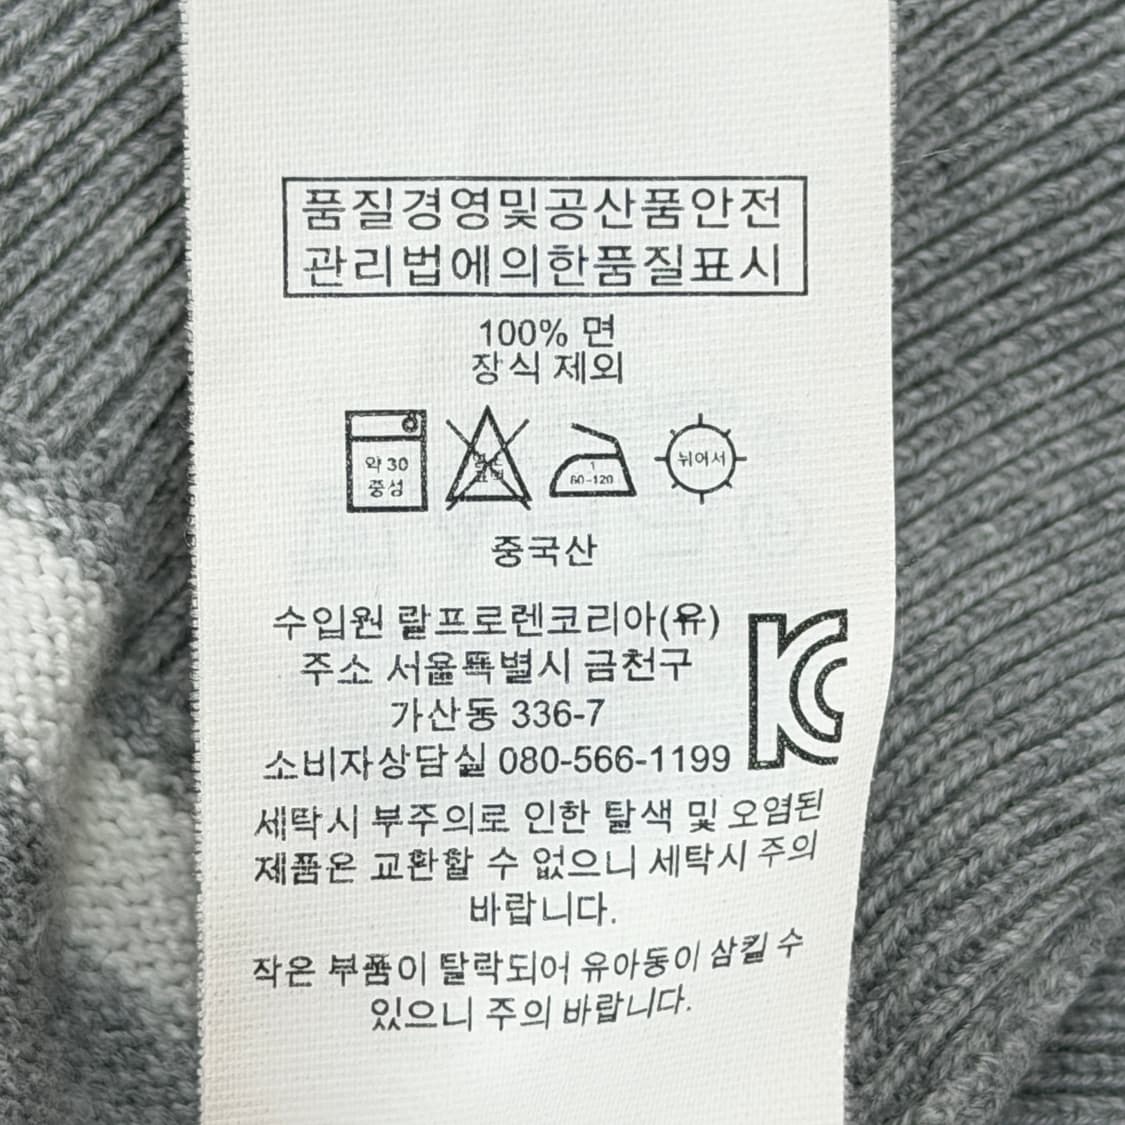 품질경영및공산품안전
관리법에의한품질표시
100% 면
장식 제외
약 30
중성
1
60-120
뉘어서
중국산
수입원 랄프로렌코리아(유)
주소 서울특별시 금천구
가산동 336-7
소비자상담실 080-566-1199
세탁시 부주의로 인한 탈색 및 오염된
제품은 교환할 수 없으니 세탁시 주의
바랍니다.
작은 부품이 탈락되어 유아동이 삼킬 수
있으니 주의 바랍니다.